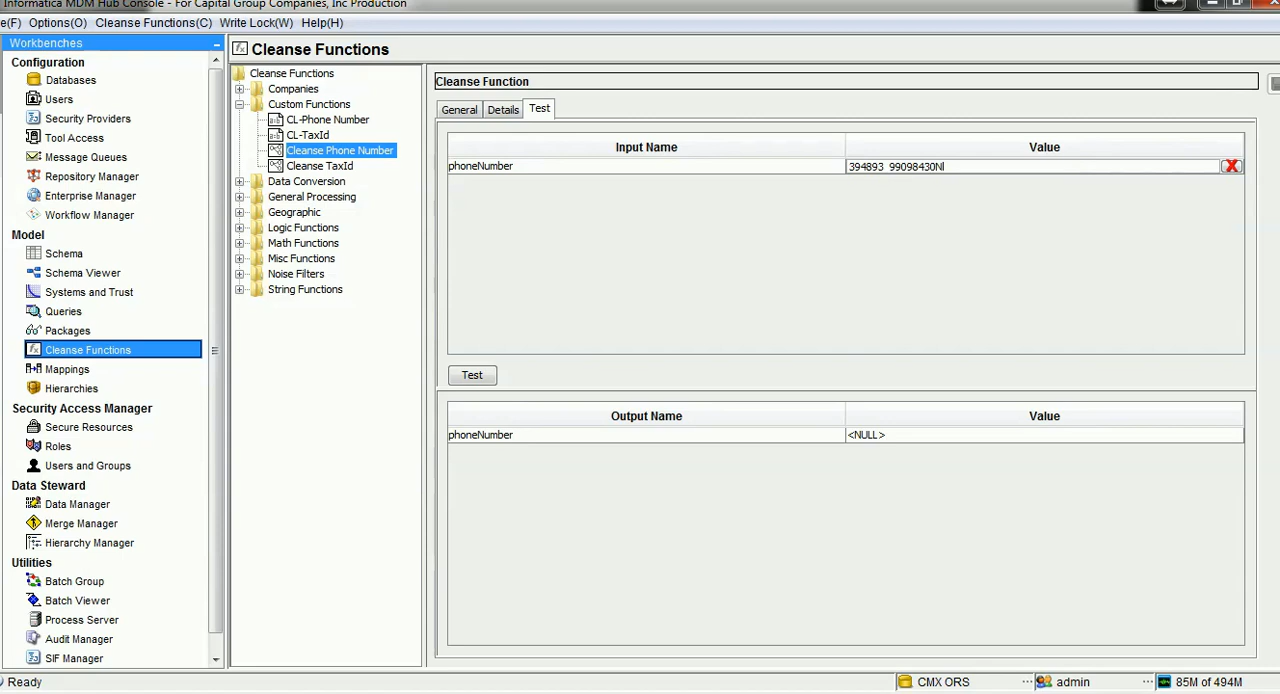 Informatica MDM Hub Console - For Capital Group Companies, Inc Production
e(F) Options(O) Cleanse Functions(C) Write Lock(W) Help(H)
Workbenches
Configuration
Databases
Users
Security Providers
Tool Access
Message Queues
Repository Manager
Enterprise Manager
Workflow Manager
Model
Schema
Schema Viewer
Systems and Trust
Queries
Packages
Cleanse Functions
Mappings
Hierarchies
Security Access Manager
Secure Resources
Roles
Users and Groups
Data Steward
Data Manager
Merge Manager
Hierarchy Manager
Utilities
Batch Group
Batch Viewer
Process Server
Audit Manager
SIF Manager
Cleanse Functions
Cleanse Functions
Companies
Custom Functions
CL-Phone Number
CL-TaxId
Cleanse Phone Number
Cleanse TaxId
Data Conversion
General Processing
Geographic
Logic Functions
Math Functions
Misc Functions
Noise Filters
String Functions
Cleanse Function
General Details Test
Input Name Value
phoneNumber 394893 99098430N
Test
Output Name Value
phoneNumber <NULL>
Ready CMX ORS admin 85M of 494M